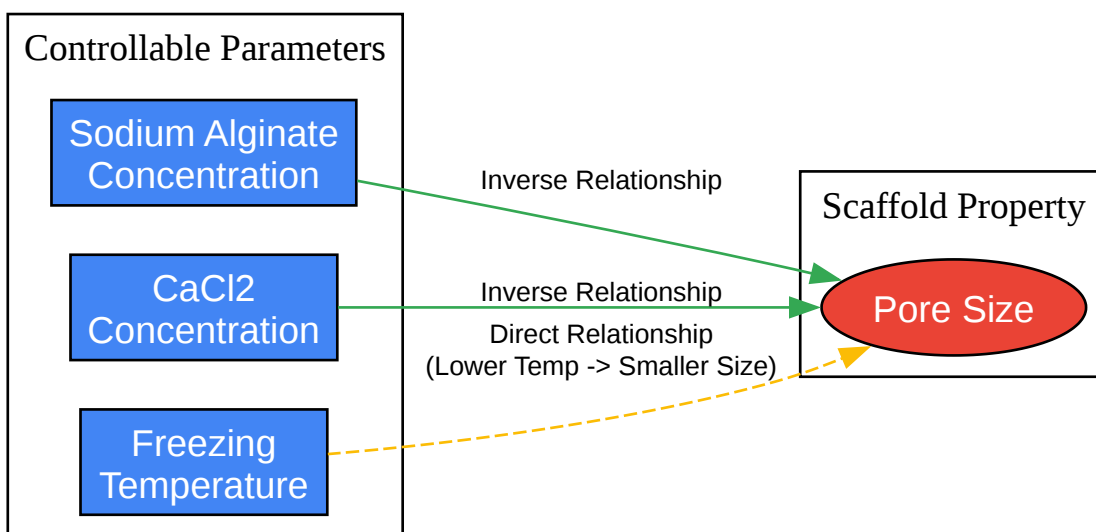 Controllable Parameters
Sodium Alginate
Concentration
Inverse Relationship
Scaffold Property
CaCl2
Concentration
Inverse Relationship
Pore Size
Direct Relationship
(Lower Temp -> Smaller Size)
Freezing
Temperature